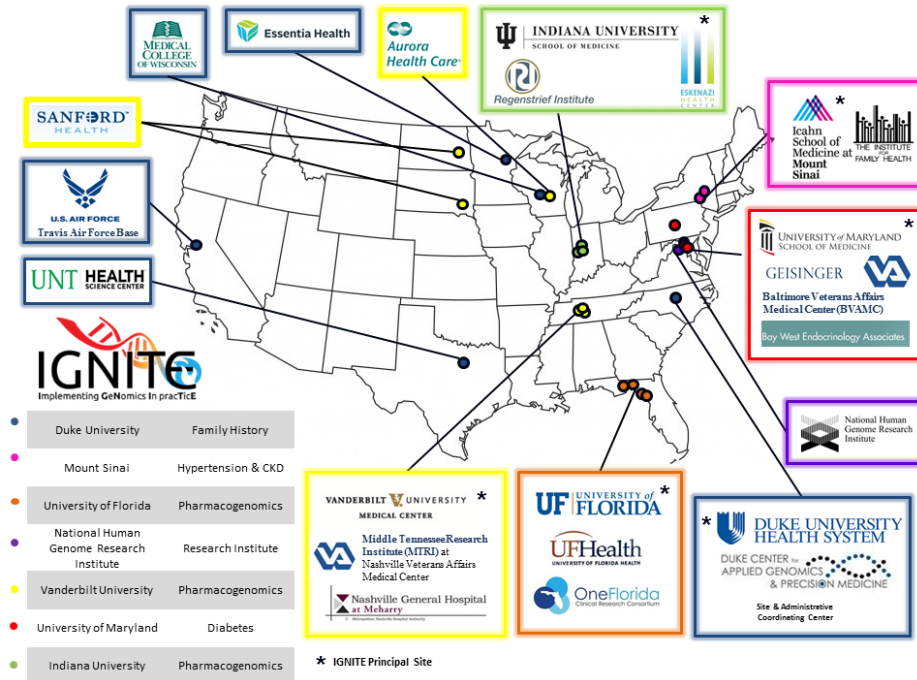 MEDICAL
COLLEGE
OF WISCONSIN
Essentia Health
Aurora
Health Care
*
INDIANA UNIVERSITY
SCHOOL OF MEDICINE
Regenstrief Institute
ESKENAZI
HEALTH
CENTER
SANFORD
HEALTH
*
Icahn
School of
Medicine at
Mount
Sinai
THE INSTITUTE
FOR
FAMILY HEALTH
U.S. AIR FORCE
Travis Air Force Base
*
UNIVERSITY of MARYLAND
SCHOOL OF MEDICINE
GEISINGER
VA
Baltimore Veterans Affairs
Medical Center (BVAMC)
Bay West Endocrinology Associates
UNT HEALTH
SCIENCE CENTER
IGNITE
Implementing GeNomics In pracTicE
National Human
Genome Research
Institute
Duke University Family History
Mount Sinai Hypertension & CKD
University of Florida Pharmacogenomics
National Human
Genome Research
Institute
Research Institute
Vanderbilt University Pharmacogenomics
University of Maryland Diabetes
Indiana University Pharmacogenomics
*
VANDERBILT V UNIVERSITY
MEDICAL CENTER
VA
Middle TennesseeResearch
Institute (MTRI) at
Nashville Veterans Affairs
Medical Center
Nashville General Hospital
at Meharry
Metropolitan Nashville Hospital Authority
*
UF UNIVERSITY of
FLORIDA
UFHealth
UNIVERSITY OF FLORIDA HEALTH
OneFlorida
Clinical Research Consortium
*
DUKE UNIVERSITY
HEALTH SYSTEM
DUKE CENTER for
APPLIED GENOMICS
& PRECISION MEDICINE
Site & Administrative
Coordinating Center
* IGNITE Principal Site